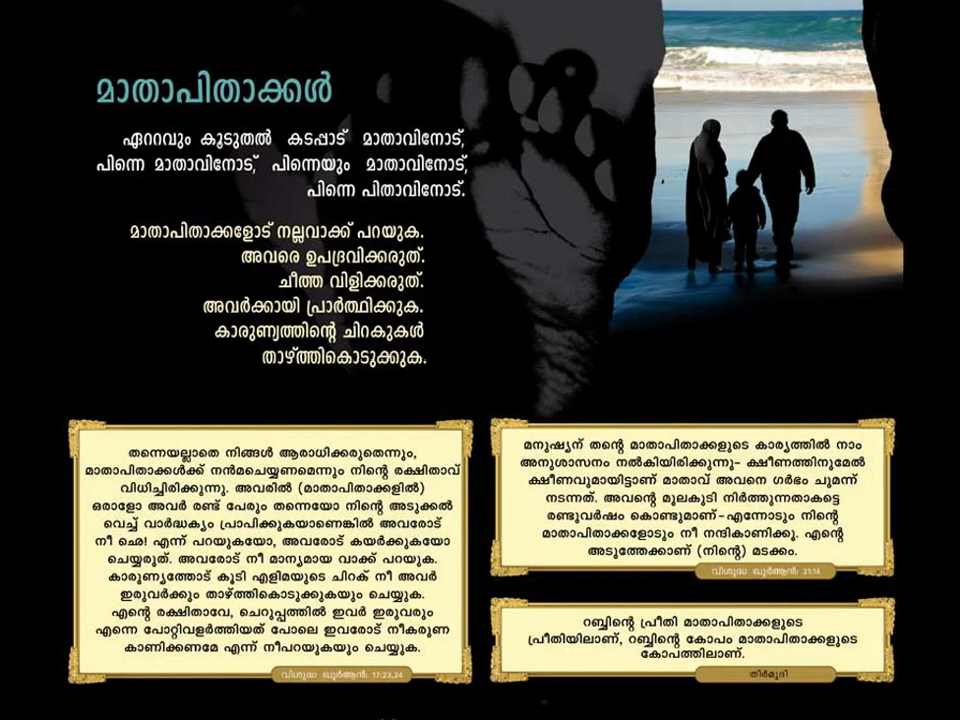 മാതാപിതാക്കൾ
ഏററവും കൂടുതൽ കടപ്പാട് മാതാവിനോട്,
പിന്നെ മാതാവിനോട്, പിന്നെയും മാതാവിനോട്,
പിന്നെ പിതാവിനോട്.
മാതാപിതാക്കളോട് നല്ലവാക്ക് പറയുക.
അവരെ ഉപദ്രവിക്കരുത്.
ചീത്ത വിളിക്കരുത്.
അവർക്കായി പ്രാർത്ഥിക്കുക.
കാരുണ്യത്തിന്റെ ചിറകുകൾ
താഴ്ത്തികൊടുക്കുക.
തന്നെയല്ലാതെ നിങ്ങൾ ആരാധിക്കരുതെന്നും,
മാതാപിതാക്കൾക്ക് നൻമചെയ്യണമെന്നും നിന്റെ രക്ഷിതാവ്
വിധിച്ചിരിക്കുന്നു. അവരിൽ (മാതാപിതാക്കളിൽ)
ഒരാളോ അവർ രണ്ട് പേരും തന്നെയോ നിന്റെ അടുക്കൽ
വെച്ച് വാർദ്ധക്യം പ്രാപിക്കുകയാണെങ്കിൽ അവരോട്
നീ ഛെ! എന്ന് പറയുകയോ, അവരോട് കയർക്കുകയോ
ചെയ്യരുത്. അവരോട് നീ മാന്യമായ വാക്ക് പറയുക.
കാരുണ്യത്തോട് കൂടി എളിമയുടെ ചിറക് നീ അവർ
ഇരുവർക്കും താഴ്ത്തികൊടുക്കുകയും ചെയ്യുക.
എന്റെ രക്ഷിതാവേ, ചെറുപ്പത്തിൽ ഇവർ ഇരുവരും
എന്നെ പോറ്റിവളർത്തിയത് പോലെ ഇവരോട് നീകരുണ
കാണിക്കണമേ എന്ന് നീപറയുകയും ചെയ്യുക.
വിശുദ്ധ ഖുർആൻ: 17:23,24
മനുഷ്യന് തന്റെ മാതാപിതാക്കളുടെ കാര്യത്തിൽ നാം
അനുശാസനം നൽകിയിരിക്കുന്നു- ക്ഷീണത്തിനുമേൽ
ക്ഷീണവുമായിട്ടാണ് മാതാവ് അവനെ ഗർഭം ചുമന്ന്
നടന്നത്. അവന്റെ മുലകുടി നിർത്തുന്നതാകട്ടെ
രണ്ടുവർഷം കൊണ്ടുമാണ്-എന്നോടും നിന്റെ
മാതാപിതാക്കളോടും നീ നന്ദികാണിക്കൂ. എന്റെ
അടുത്തേക്കാണ് (നിന്റെ) മടക്കം.
വിശുദ്ധ ഖുർആൻ: 31:14
റബ്ബിന്റെ പ്രീതി മാതാപിതാക്കളുടെ
പ്രീതിയിലാണ്, റബ്ബിന്റെ കോപം മാതാപിതാക്കളുടെ
കോപത്തിലാണ്.
തിർമുദി